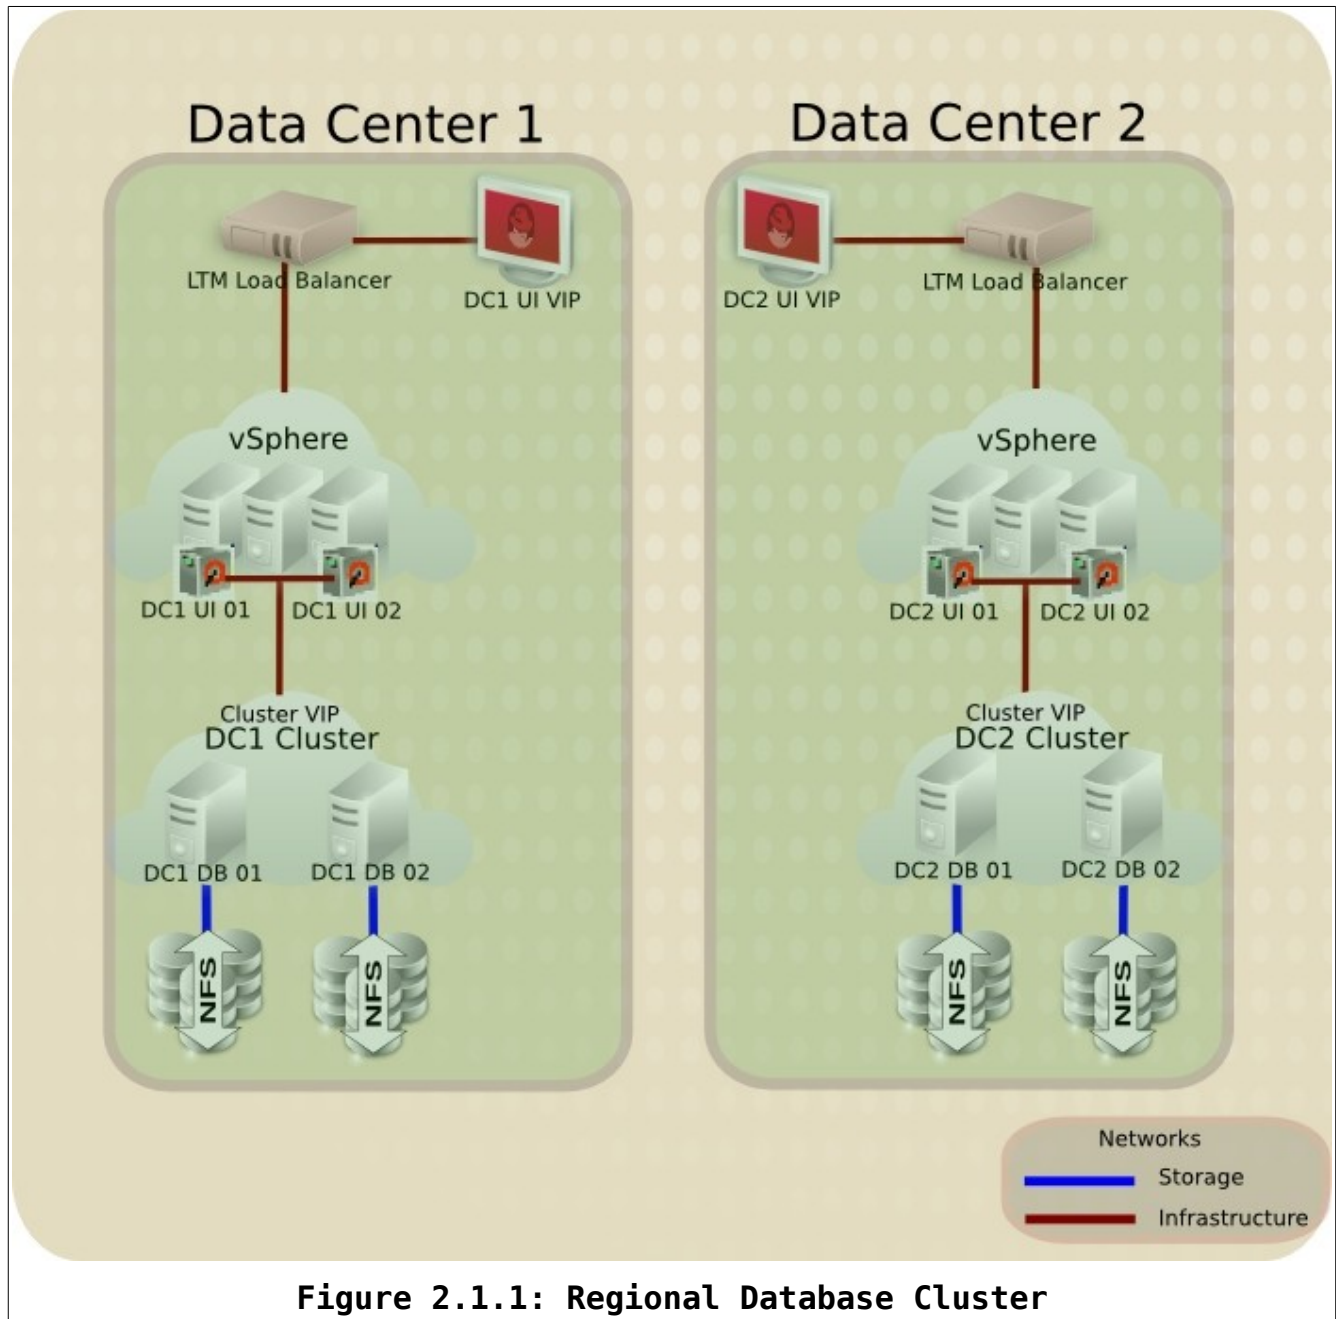 Data Center 1
LTM Load Balancer
DC1 UI VIP
vSphere
DC1 UI 01
DC1 UI 02
Cluster VIP
DC1 Cluster
DC1 DB 01
DC1 DB 02
NFS
NFS
Data Center 2
DC2 UI VIP
LTM Load Balancer
vSphere
DC2 UI 01
DC2 UI 02
Cluster VIP
DC2 Cluster
DC2 DB 01
DC2 DB 02
NFS
NFS
Networks
Storage
Infrastructure
Figure 2.1.1: Regional Database Cluster